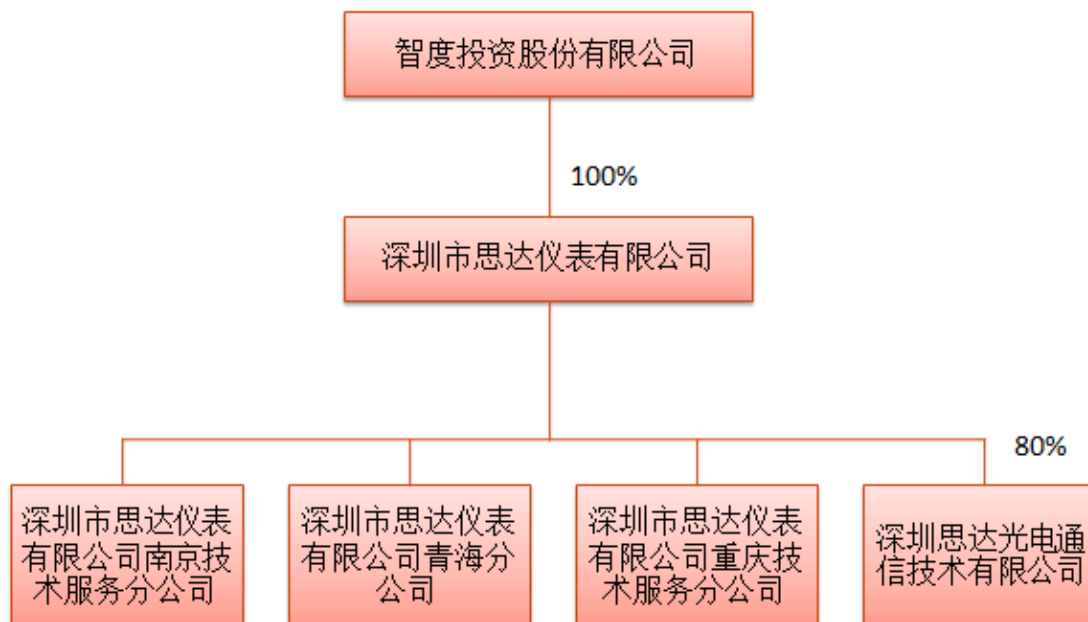 智度投资股份有限公司
100%
深圳市思达仪表有限公司
80%
深圳市思达仪表
有限公司南京技
术服务分公司
深圳市思达仪表
有限公司青海分
公司
深圳市思达仪表
有限公司重庆技
术服务分公司
深圳思达光电通
信技术有限公司